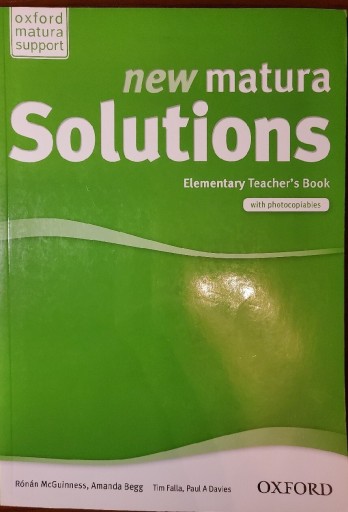 oxford
matura
support
new matura
Solutions
Elementary Teacher's Book
with photocopiables
Rónán McGuinness, Amanda Begg Tim Falla, Paul A Davies OXFORD